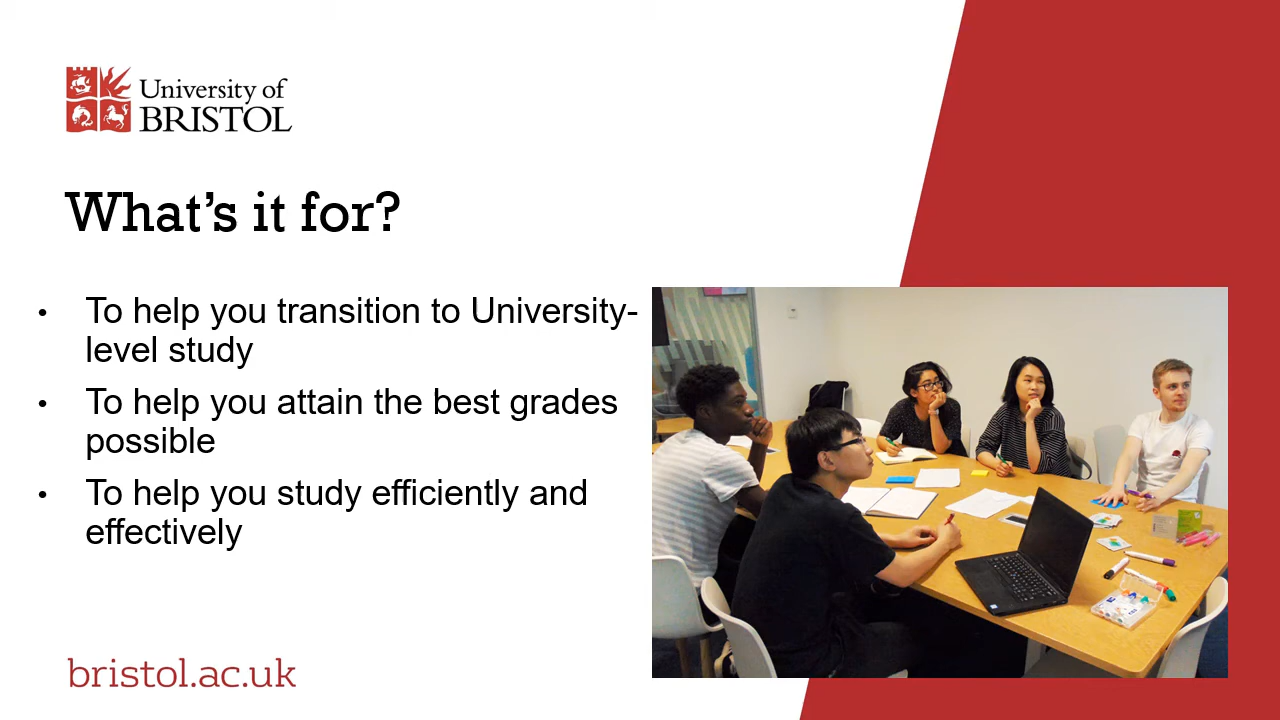 University of
BRISTOL
What's it for?
• To help you transition to University-
level study
• To help you attain the best grades
possible
• To help you study efficiently and
effectively
bristol.ac.uk